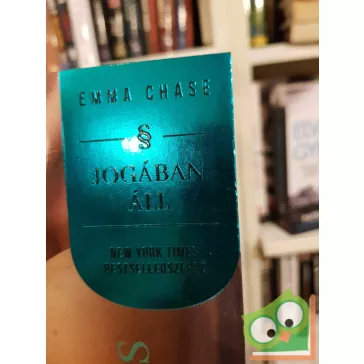 EMMA CHASE
§
JOGÁBAN
ÁLL
NEW YORK TIMES
S